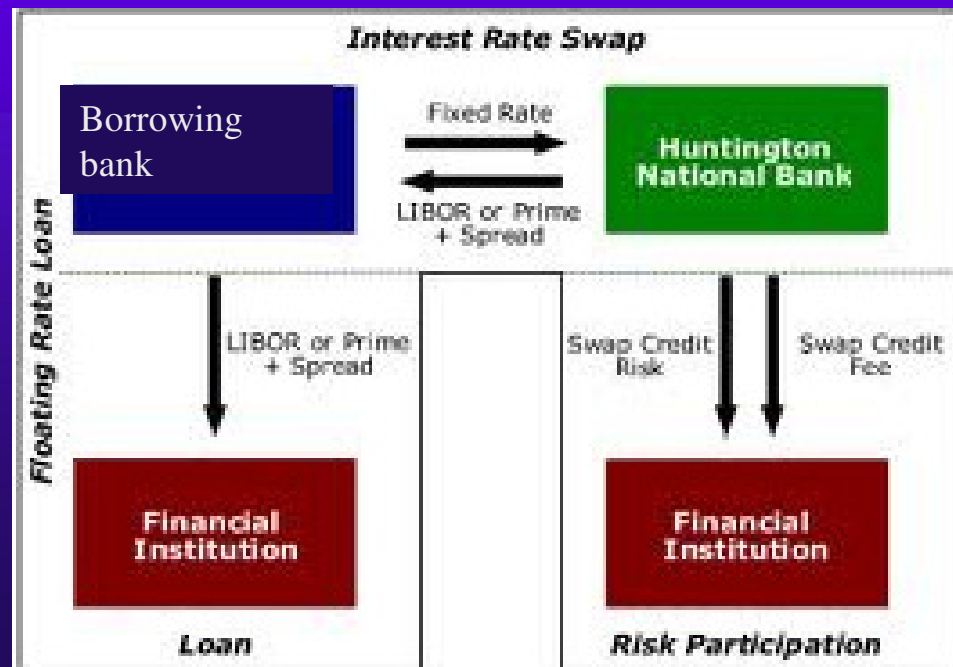 Interest Rate Swap
Borrowing
bank
Fixed Rate
LIBOR or Prime
+ Spread
Huntington
National Bank
Floating Rate Loan
LIBOR or Prime
+ Spread
Swap Credit
Risk
Swap Credit
Fee
Financial
Institution
Financial
Institution
Loan
Risk Participation